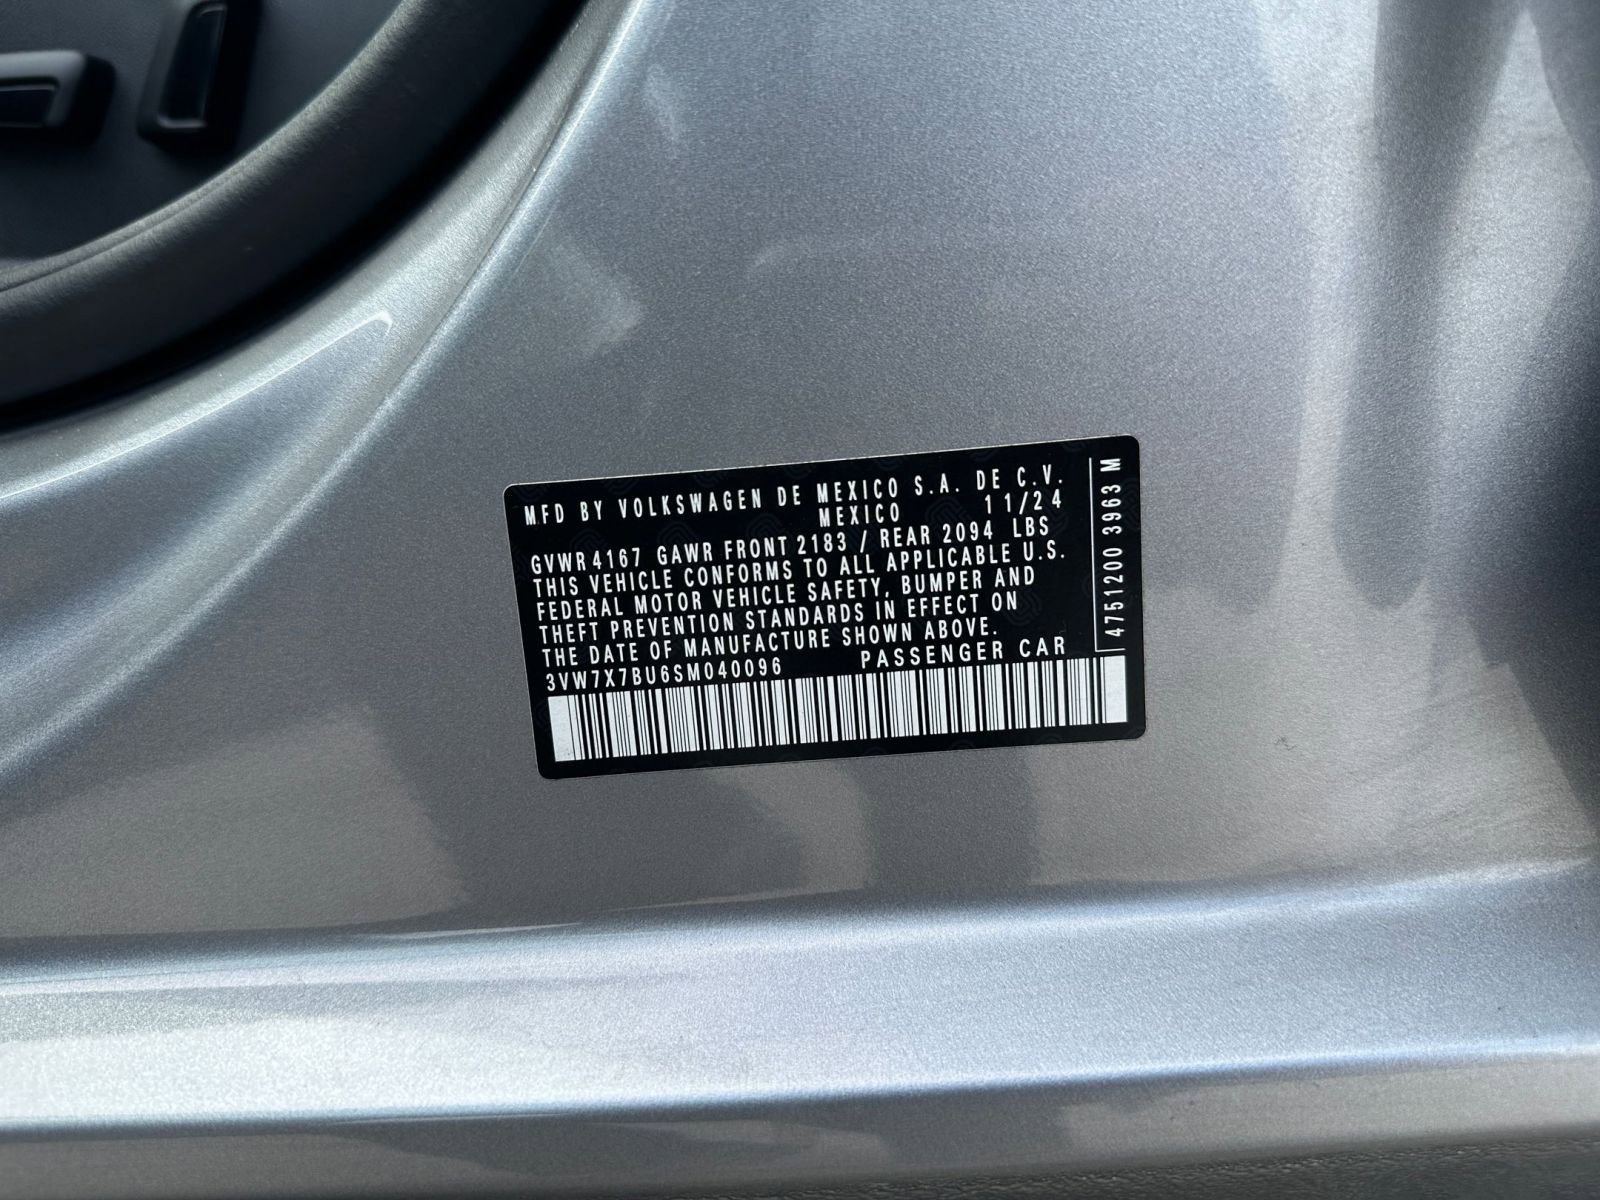 MFD BY VOLKSWAGEN DE MEXICO S.A. DE C.V.
MEXICO 11/24
GVWR 4167 GAWR FRONT 2183 / REAR 2094 LBS
THIS VEHICLE CONFORMS TO ALL APPLICABLE U.S.
FEDERAL MOTOR VEHICLE SAFETY, BUMPER AND
THEFT PREVENTION STANDARDS IN EFFECT ON
THE DATE OF MANUFACTURE SHOWN ABOVE.
3VW7X7BU6SM040096 PASSENGER CAR
4751200 3963 M